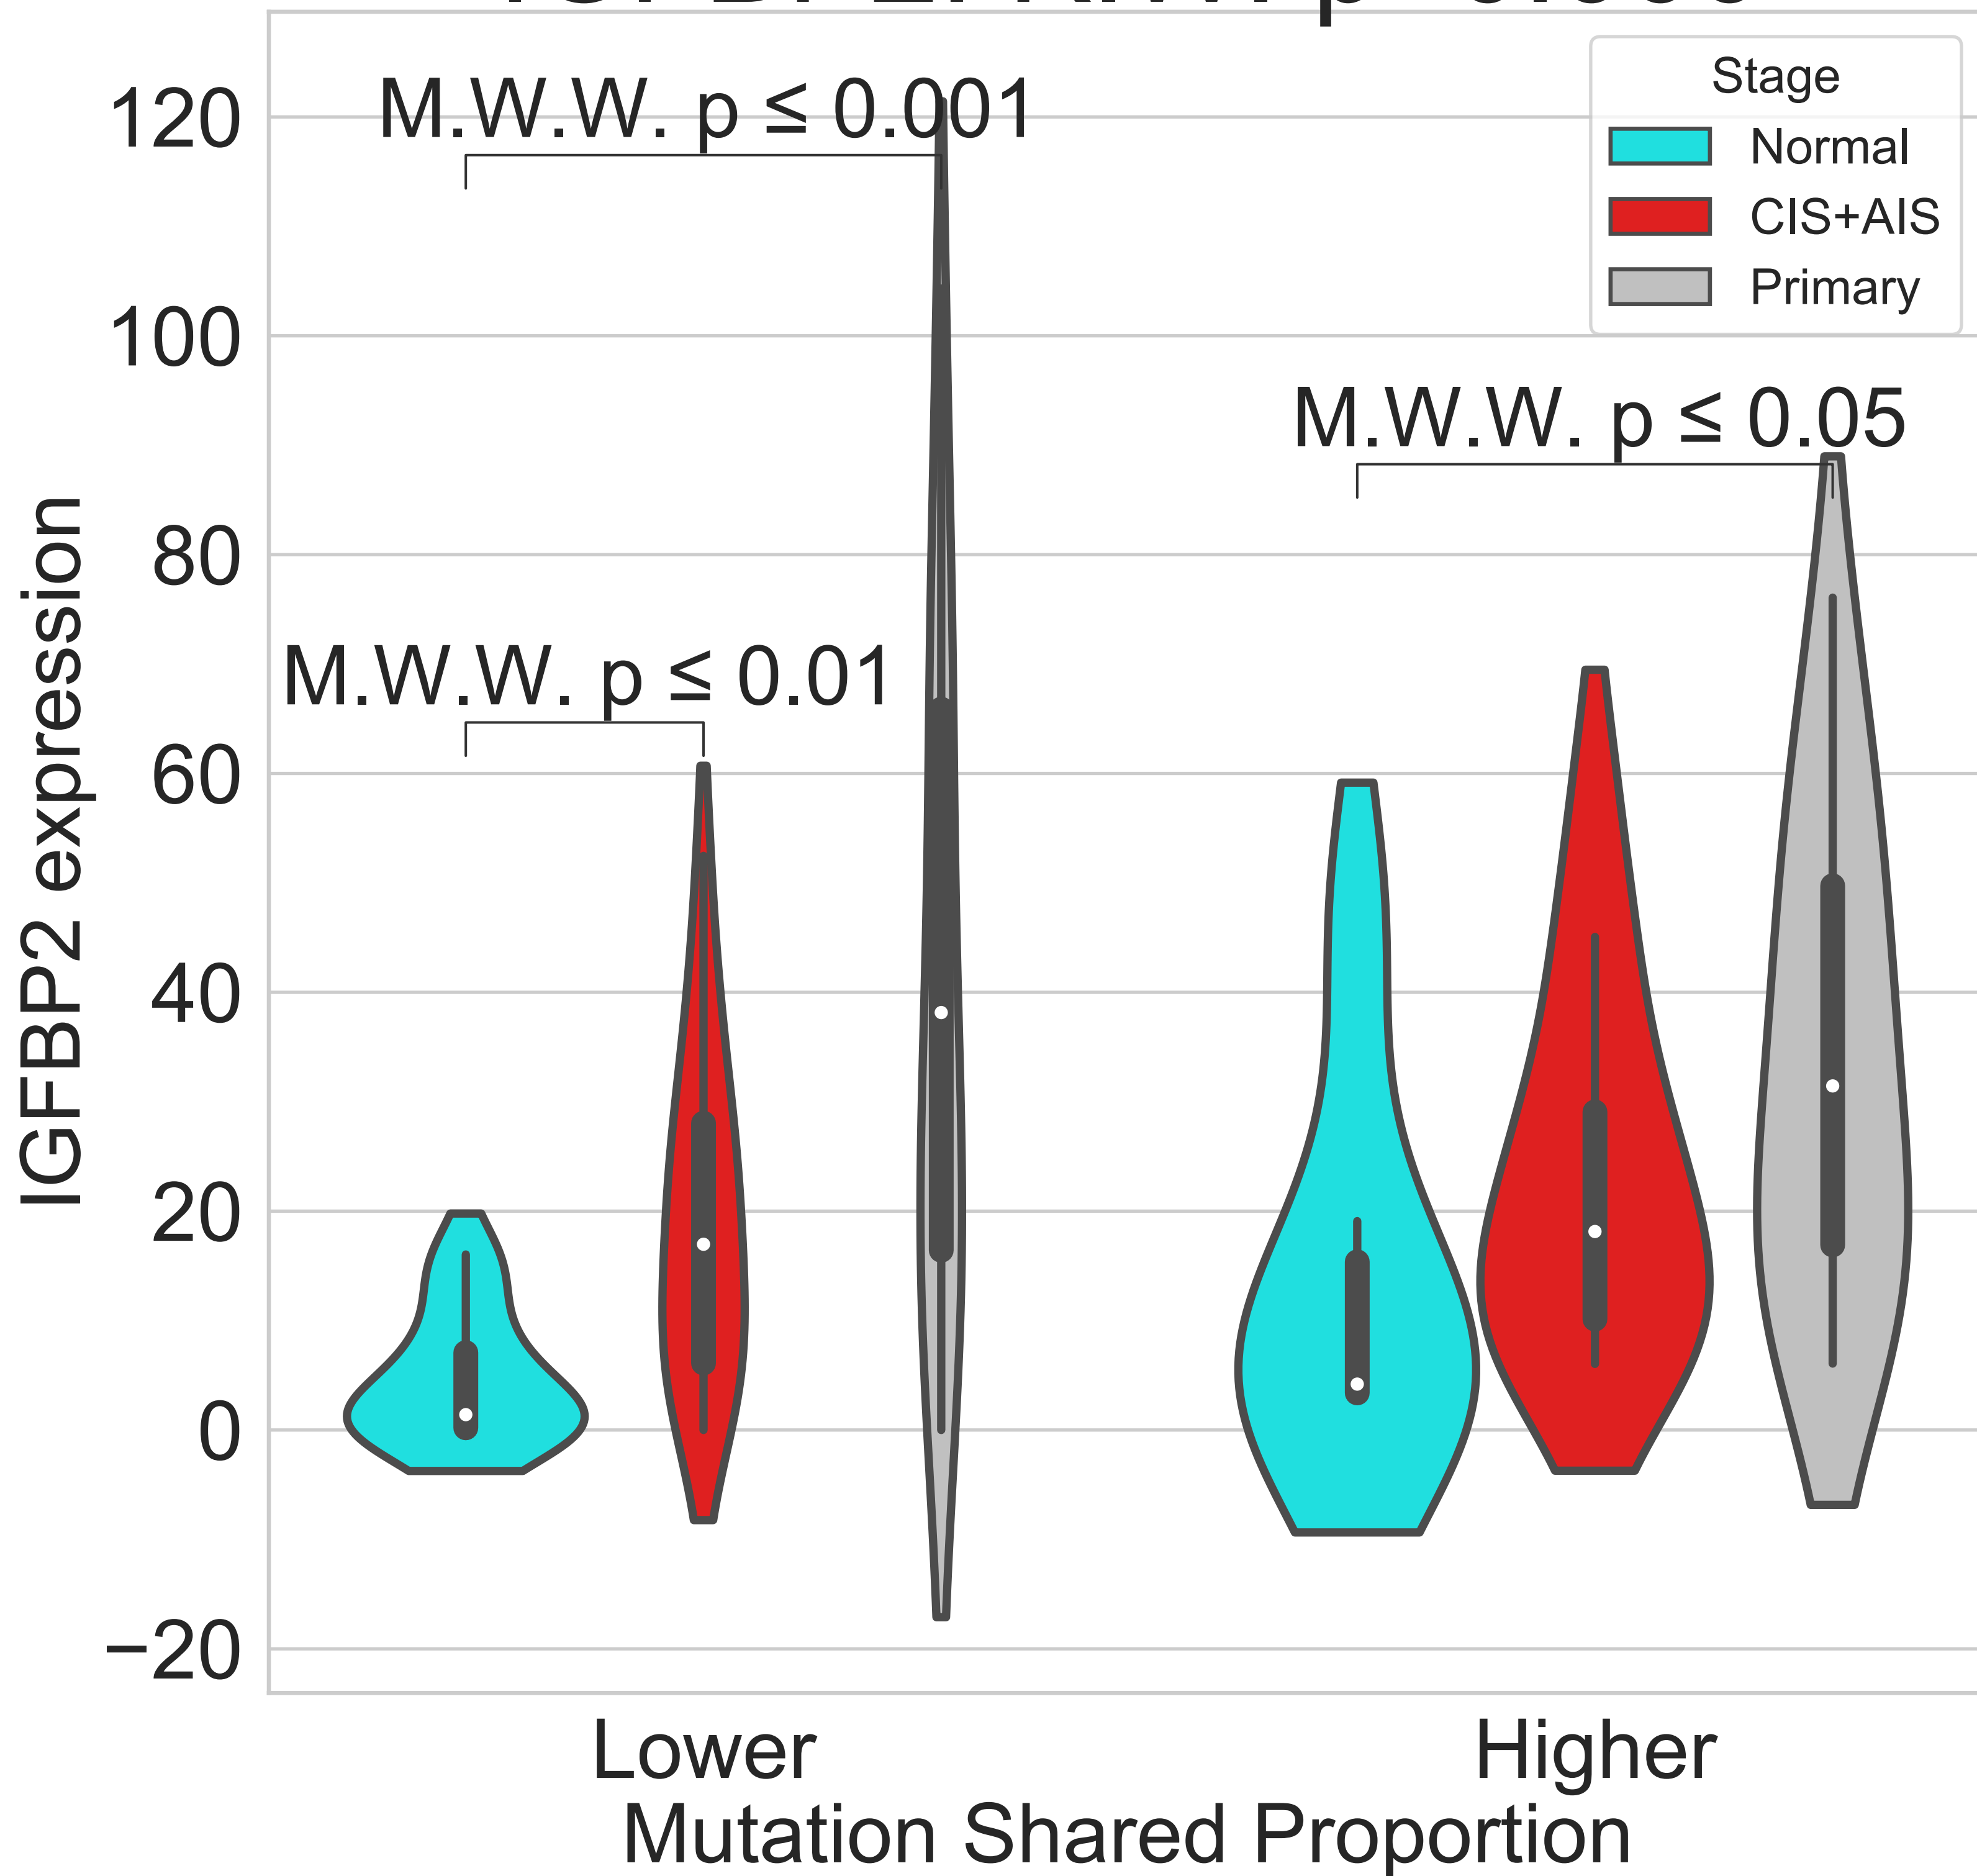 120
100
80
60
40
20
0
−20
IGFBP2 expression
M.W.W. p ≤ 0.001
M.W.W. p ≤ 0.01
M.W.W. p ≤ 0.05
Stage
Normal
CIS+AIS
Primary
Lower
Higher
Mutation Shared Proportion